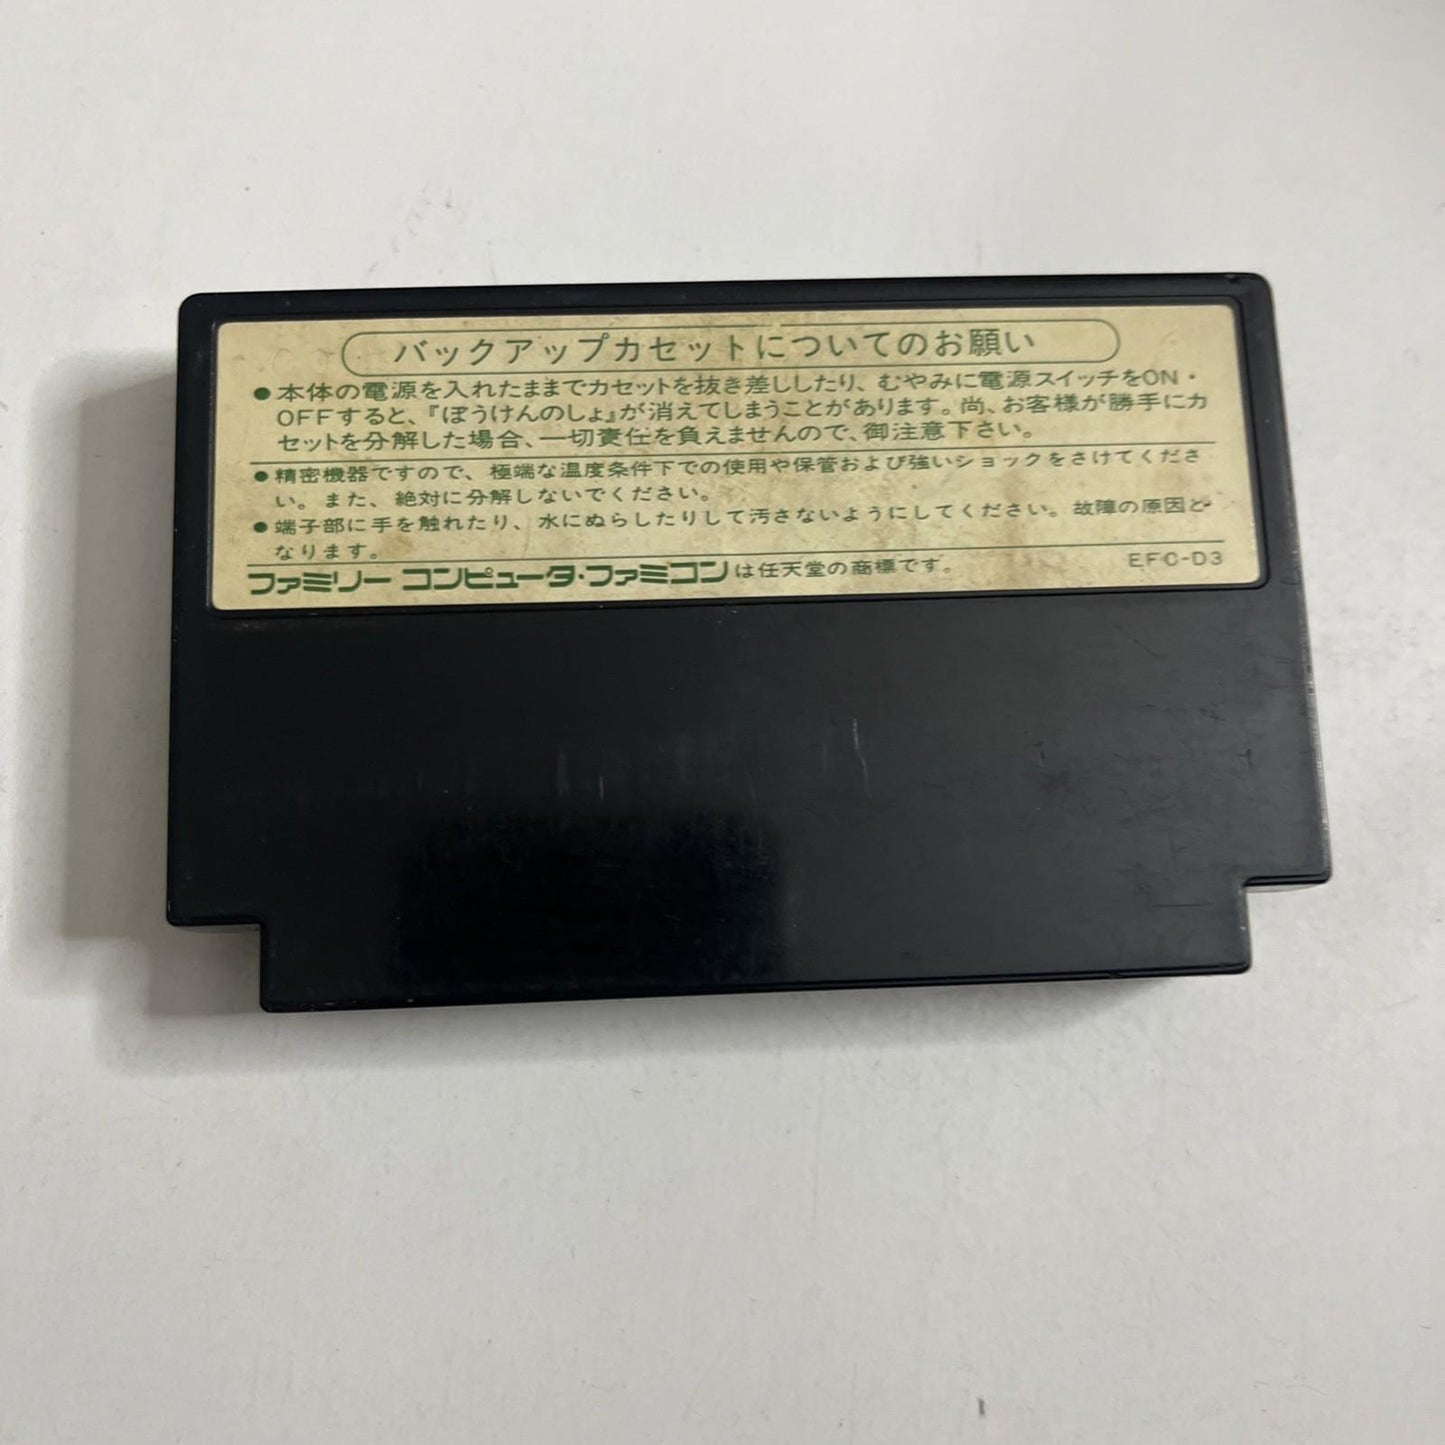 バックアップカセットについてのお願い
●本体の電源を入れたままでカセットを抜き差ししたり、むやみに電源スイッチをON・
OFFすると、『ぼうけんのしょ』が消えてしまうことがあります。尚、お客様が勝手にカ
セットを分解した場合、一切責任を負えませんので、御注意下さい。
●精密機器ですので、極端な温度条件下での使用や保管および強いショックをさけてくださ
い。また、絶対に分解しないでください。
●端子部に手を触れたり、水にぬらしたりして汚さないようにしてください。故障の原因と
なります。
ファミリー コンピュータ・ファミコンは任天堂の商標です。 EFC-D3